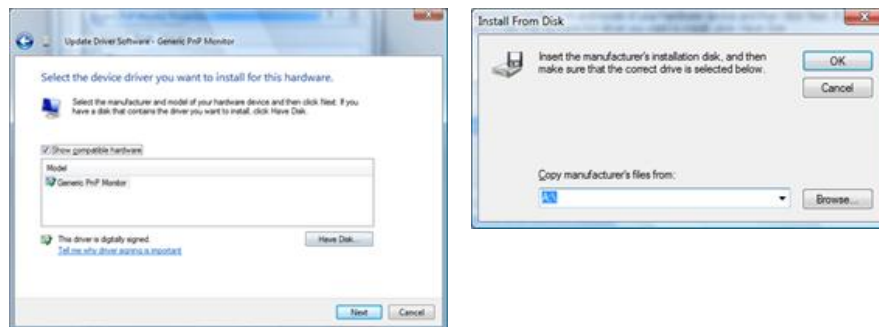 Update Driver Software - Generic PnP Monitor
Select the device driver you want to install for this hardware.
Select the manufacturer and model of your hardware device and then click Next. If you
have a disk that contains the driver you want to install, click Have Disk.
Show compatible hardware
Model
Generic PnP Monitor
This driver is digitally signed.
Tell me why driver signing is important
Have Disk...
Next
Cancel
Install From Disk
Insert the manufacturer's installation disk, and then
make sure that the correct drive is selected below.
OK
Cancel
Copy manufacturer's files from:
A:\
Browse...